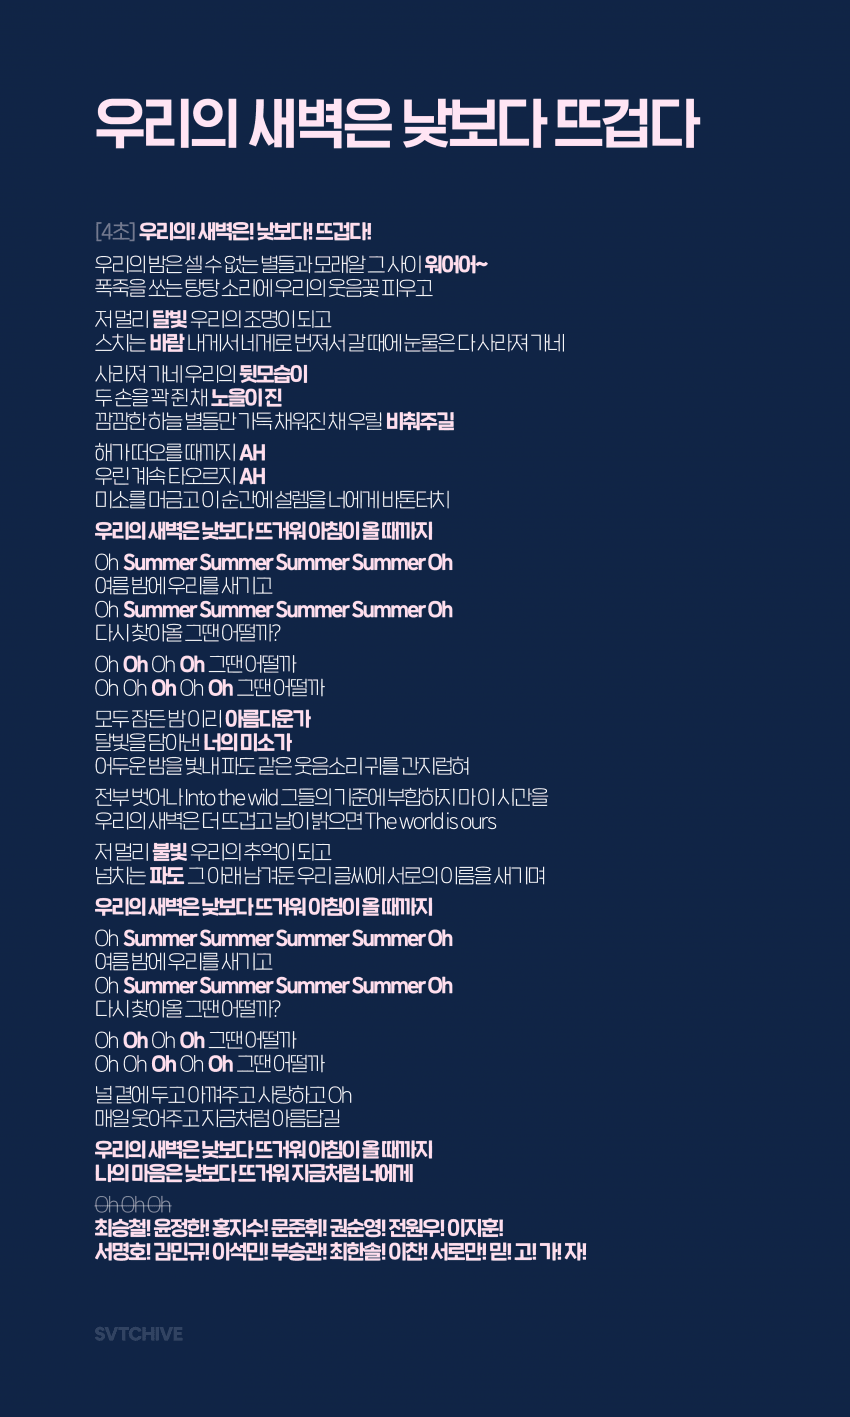 우리의 새벽은 낮보다 뜨겁다
[4초] 우리의! 새벽은! 낮보다! 뜨겁다!
우리의 밤은 셀 수 없는 별들과 모래알 그 사이 워어어~
폭죽을 쏘는 탕탕 소리에 우리의 웃음꽃 피우고
저 멀리 달빛 우리의 조명이 되고
스치는 바람 내게서 네게로 번져서 갈 때에 눈물은 다 사라져 가네
사라져 가네 우리의 뒷모습이
두 손을 꽉 쥔 채 노을이 진
깜깜한 하늘 별들만 가득 채워진 채 우릴 비춰주길
해가 떠오를 때까지 AH
우린 계속 타오르지 AH
미소를 머금고 이 순간에 설렘을 너에게 바톤터치
우리의 새벽은 낮보다 뜨거워 아침이 올 때까지
Oh Summer Summer Summer Summer Oh
여름 밤에 우리를 새기고
Oh Summer Summer Summer Summer Oh
다시 찾아올 그땐 어떨까?
Oh Oh Oh Oh 그땐 어떨까
Oh Oh Oh Oh Oh 그땐 어떨까
모두 잠든 밤 이리 아름다운가
달빛을 담아낸 너의 미소가
어두운 밤을 빛내 파도 같은 웃음소리 귀를 간지럽혀
전부 벗어나 Into the wild 그들의 기준에 부합하지 마 이 시간을
우리의 새벽은 더 뜨겁고 날이 밝으면 The world is ours
저 멀리 불빛 우리의 추억이 되고
넘치는 파도 그 아래 남겨둔 우리 글씨에 서로의 이름을 새기며
우리의 새벽은 낮보다 뜨거워 아침이 올 때까지
Oh Summer Summer Summer Summer Oh
여름 밤에 우리를 새기고
Oh Summer Summer Summer Summer Oh
다시 찾아올 그땐 어떨까?
Oh Oh Oh Oh 그땐 어떨까
Oh Oh Oh Oh Oh 그땐 어떨까
널 곁에 두고 아껴주고 사랑하고 Oh
매일 웃어주고 지금처럼 아름답길
우리의 새벽은 낮보다 뜨거워 아침이 올 때까지
나의 마음은 낮보다 뜨거워 지금처럼 너에게
Oh Oh Oh
최승철! 윤정한! 홍지수! 문준휘! 권순영! 전원우! 이지훈!
서명호! 김민규! 이석민! 부승관! 최한솔! 이찬! 서로만! 믿! 고! 가! 자!
SVTCHIVE